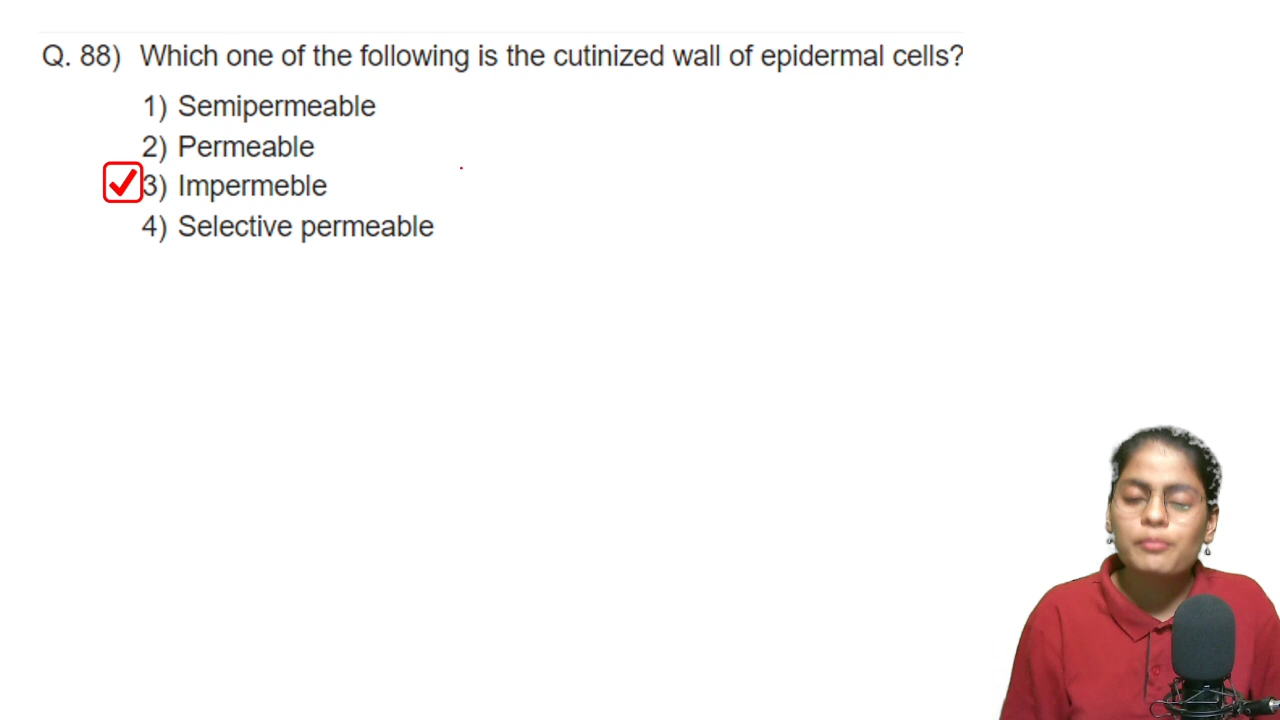 Q. 88) Which one of the following is the cutinized wall of epidermal cells?
1) Semipermeable
2) Permeable
3) Impermeble
4) Selective permeable